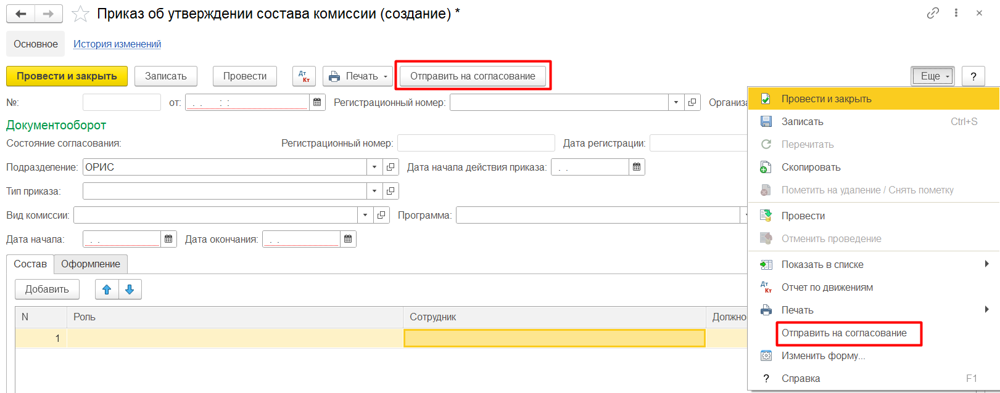 Приказ об утверждении состава комиссии (создание) *
Основное История изменений
Провести и закрыть Записать Провести Дт Кт Печать Отправить на согласование Еще ?
№: от: . . : : Регистрационный номер:
Документооборот
Состояние согласования: Регистрационный номер: Дата регистрации:
Подразделение: ОРИС Дата начала действия приказа: . .
Тип приказа:
Вид комиссии: Программа:
Дата начала: . . Дата окончания: . .
Состав Оформление
Добавить
N Роль Сотрудник
1
Провести и закрыть
Записать Ctrl+S
Перечитать
Скопировать
Пометить на удаление / Снять пометку
Провести
Отменить проведение
Показать в списке
Дт Кт Отчет по движениям
Печать
Отправить на согласование
Изменить форму...
? Справка F1